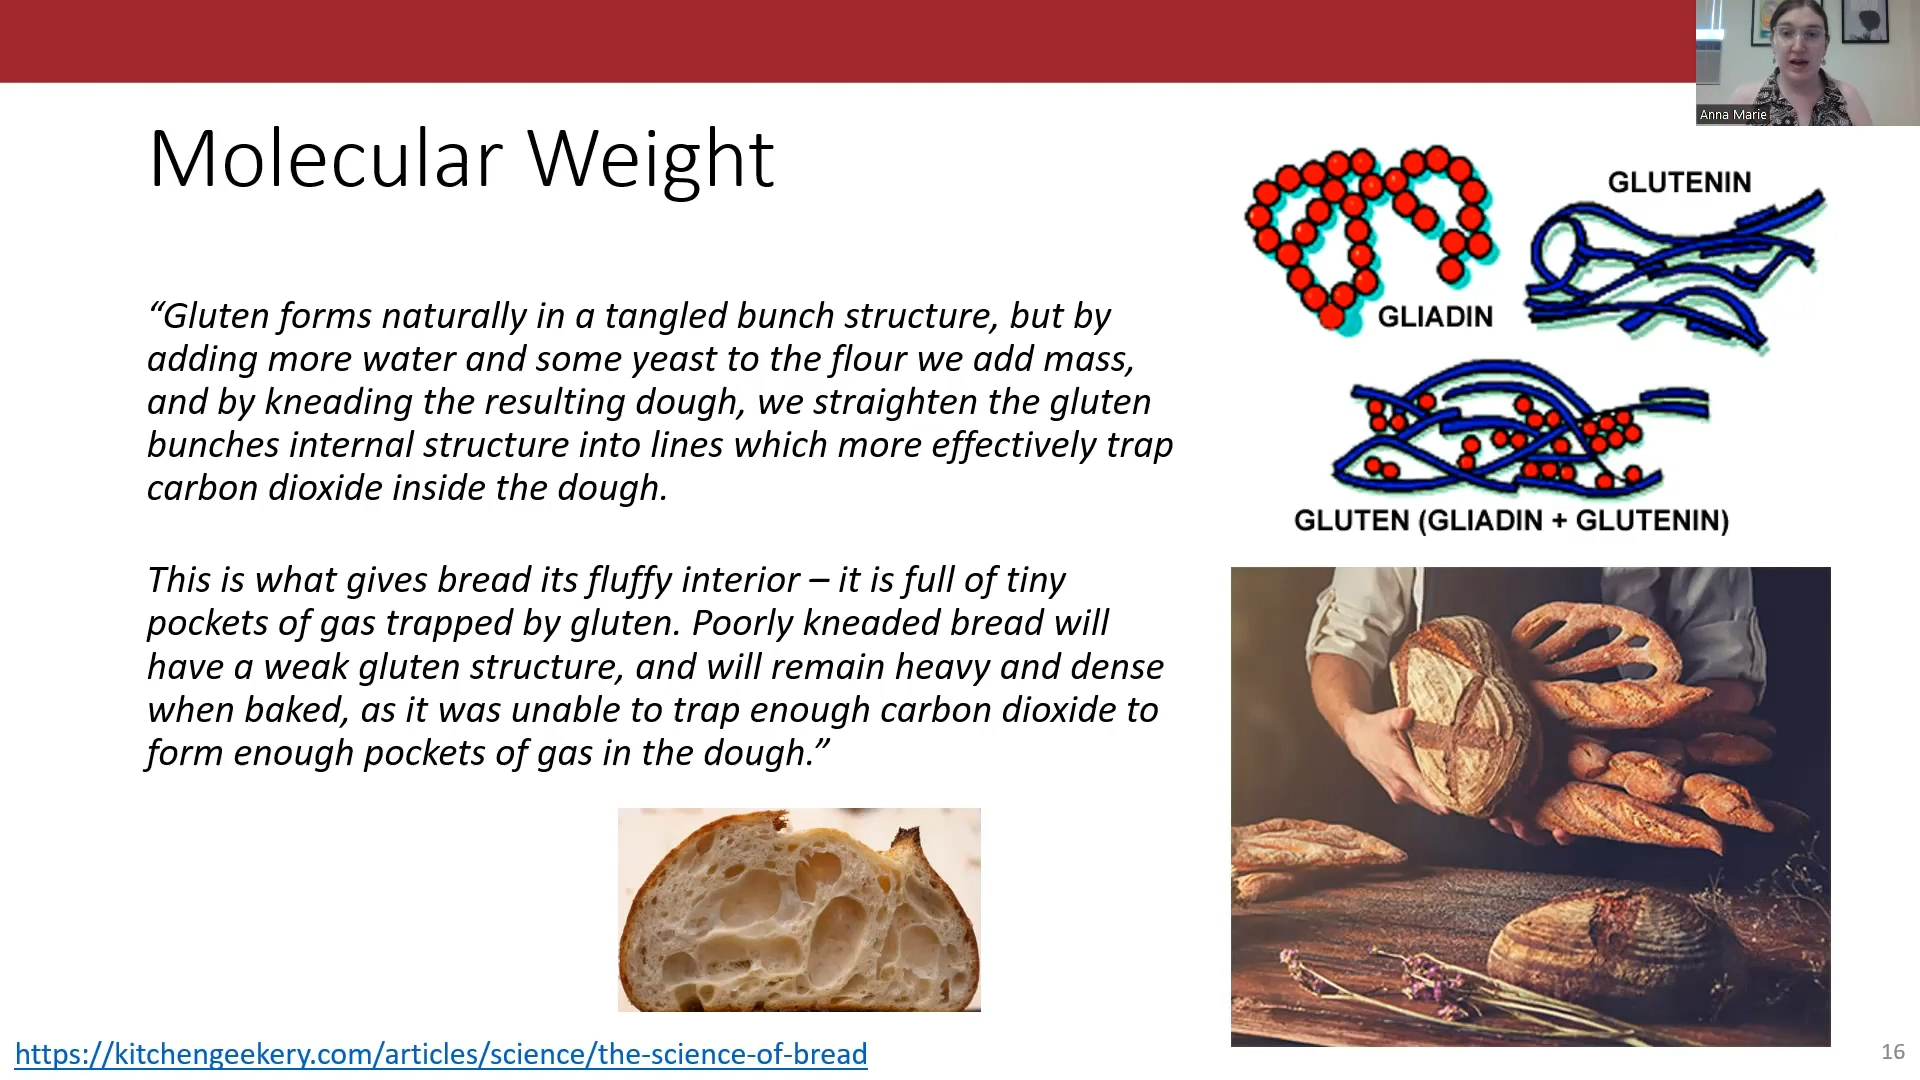 Anna Marie
Molecular Weight
“Gluten forms naturally in a tangled bunch structure, but by
adding more water and some yeast to the flour we add mass,
and by kneading the resulting dough, we straighten the gluten
bunches internal structure into lines which more effectively trap
carbon dioxide inside the dough.
This is what gives bread its fluffy interior – it is full of tiny
pockets of gas trapped by gluten. Poorly kneaded bread will
have a weak gluten structure, and will remain heavy and dense
when baked, as it was unable to trap enough carbon dioxide to
form enough pockets of gas in the dough.”
GLUTENIN
GLIADIN
GLUTEN (GLIADIN + GLUTENIN)
https://kitchengeekery.com/articles/science/the-science-of-bread
16